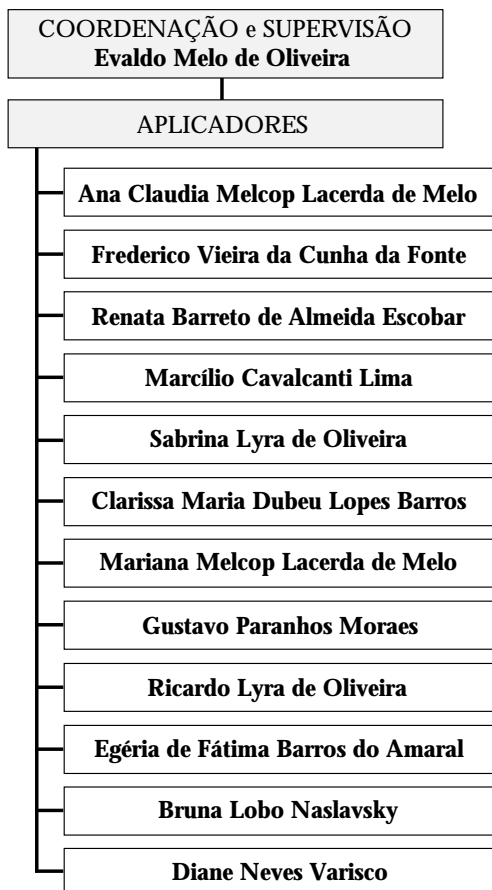 COORDENAÇÃO e SUPERVISÃO
Evaldo Melo de Oliveira
APLICADORES
Ana Claudia Melcop Lacerda de Melo
Frederico Vieira da Cunha da Fonte
Renata Barreto de Almeida Escobar
Marcílio Cavalcanti Lima
Sabrina Lyra de Oliveira
Clarissa Maria Dubeu Lopes Barros
Mariana Melcop Lacerda de Melo
Gustavo Paranhos Moraes
Ricardo Lyra de Oliveira
Egéria de Fátima Barros do Amaral
Bruna Lobo Naslavsky
Diane Neves Varisco